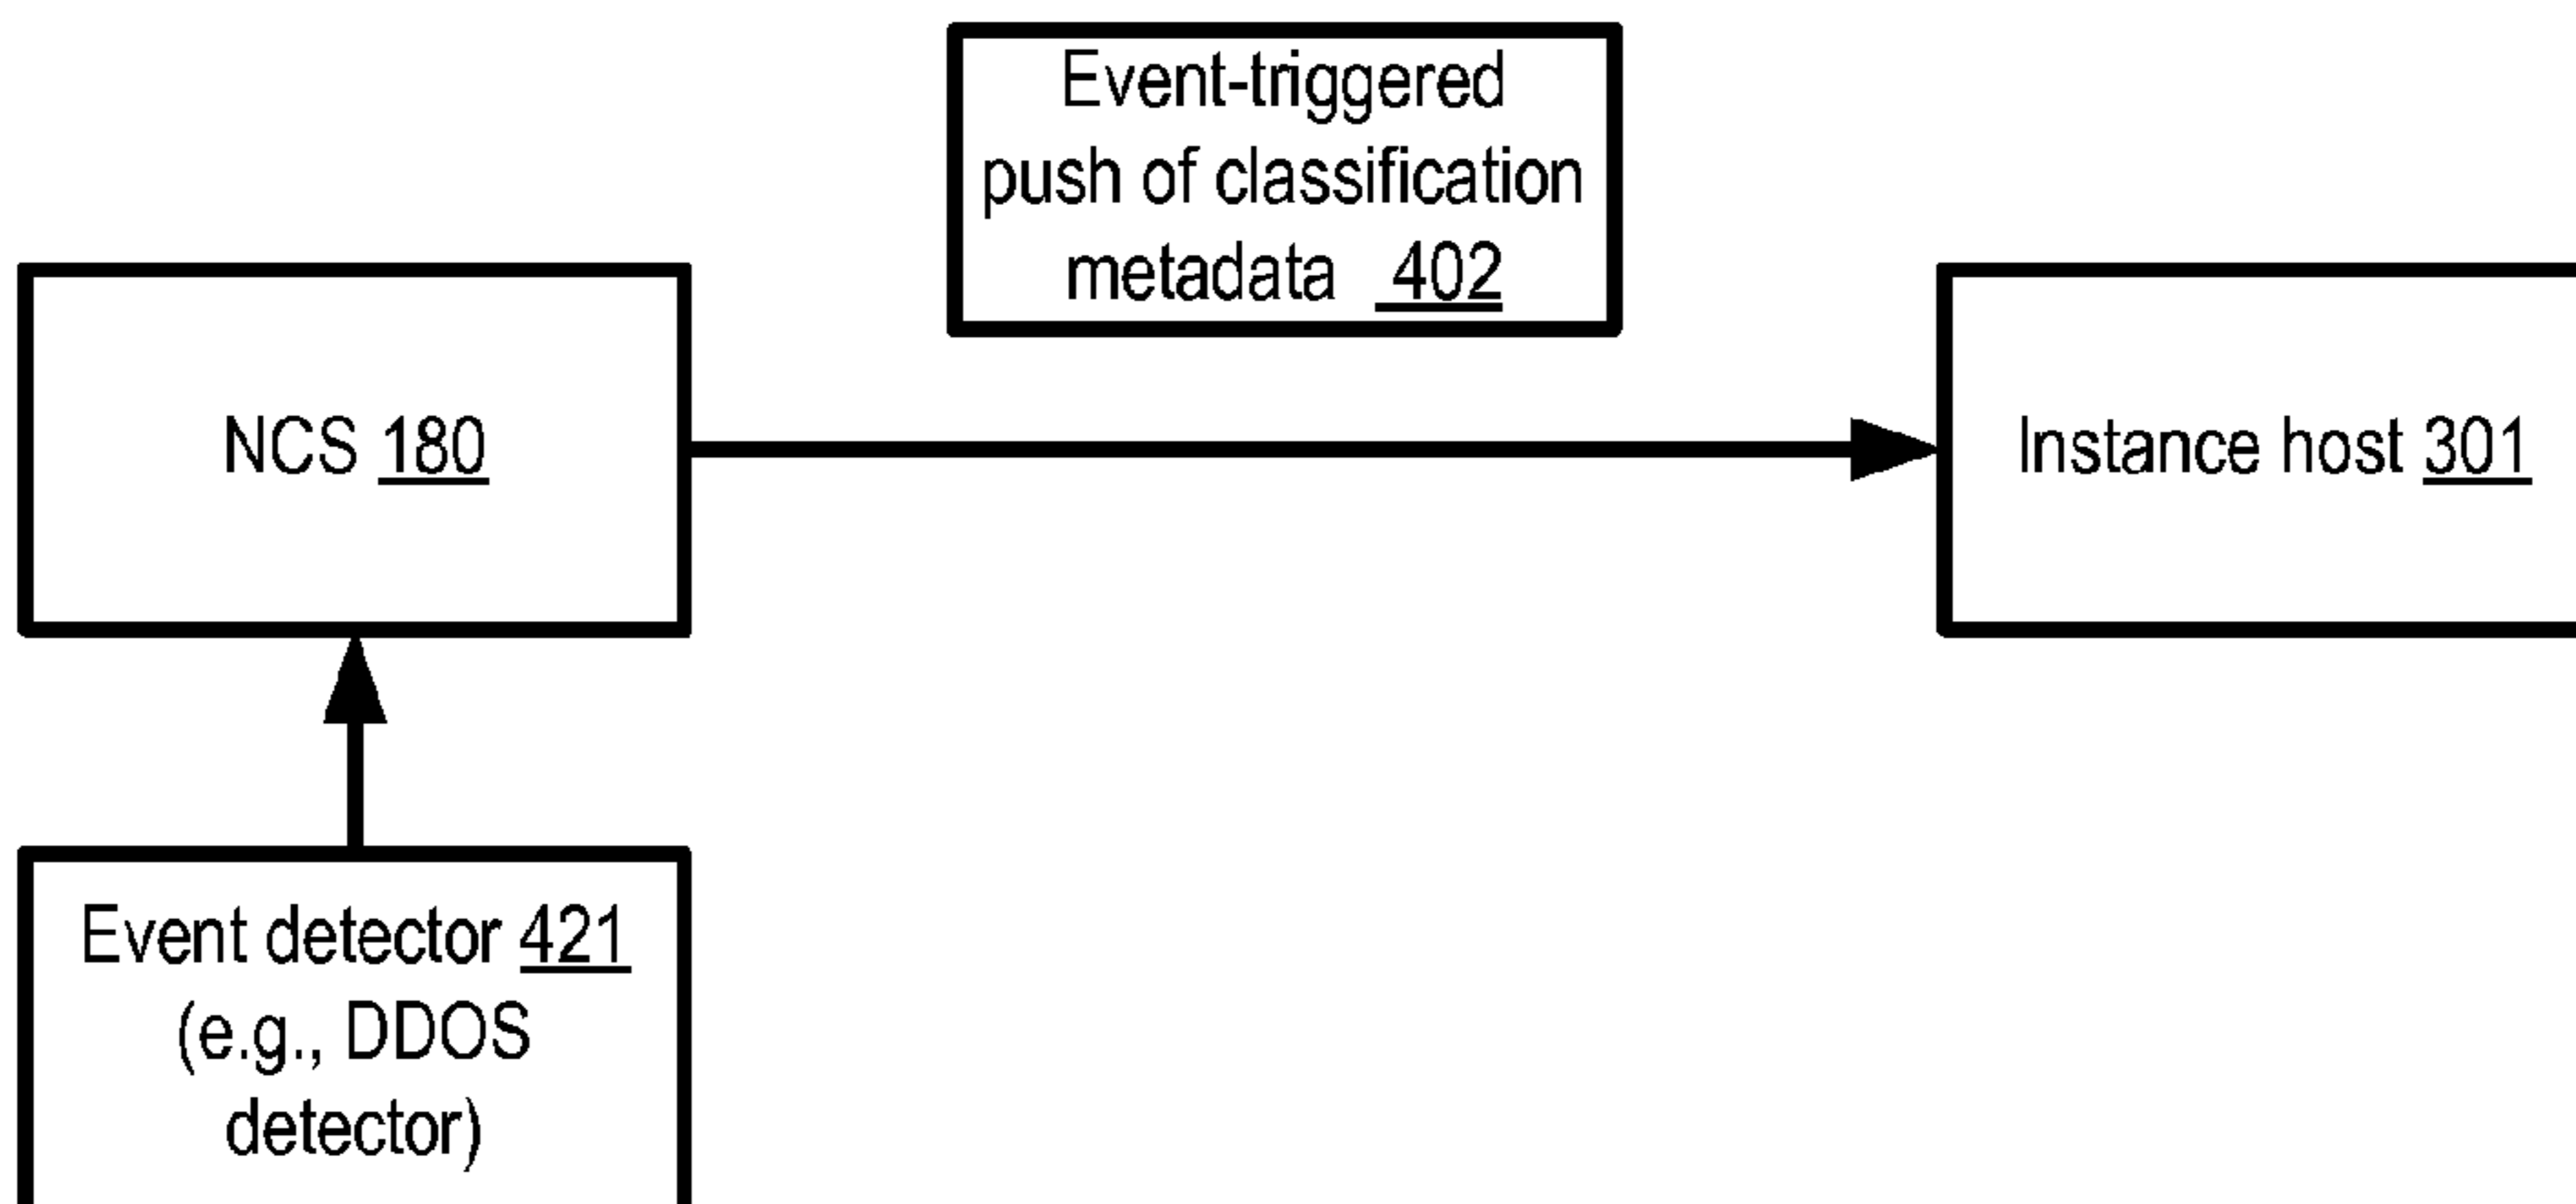 Event-triggered
push of classification
metadata 402
NCS 180
Instance host 301
Event detector 421
(e.g., DDOS
detector)